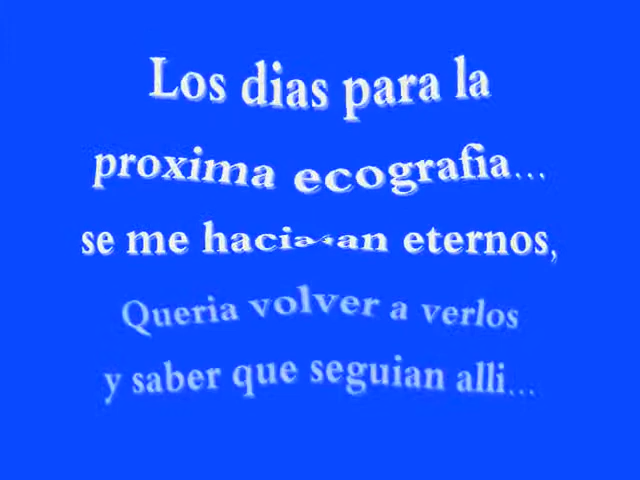 Los dias para la
proxima ecografia...
se me hacian eternos,
Queria volver a verlos
y saber que seguian alli...